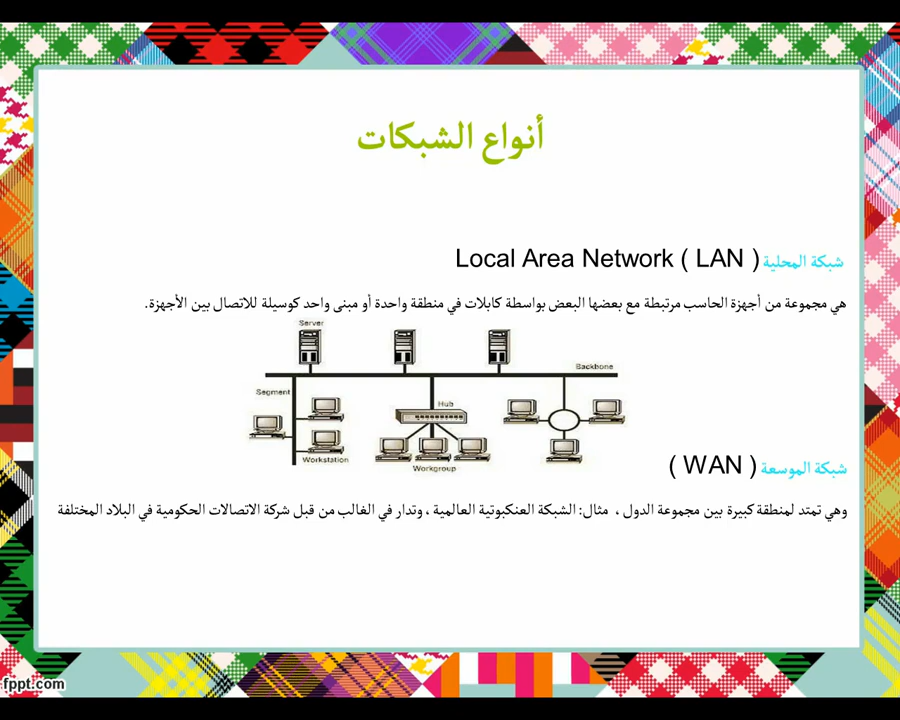 أنواع الشبكات
شبكة المحلية Local Area Network ( LAN )
هي مجموعة من أجهزة الحاسب مرتبطة مع بعضها البعض بواسطة كابلات في منطقة واحدة أو مبنى واحد كوسيلة للاتصال بين الأجهزة.
Server
Backbone
Segment
Hub
Workstation
Workgroup
شبكة الموسعة ( WAN )
وهي تمتد لمنطقة كبيرة بين مجموعة الدول ، مثال: الشبكة العنكبوتية العالمية ، وتدار في الغالب من قبل شركة الاتصالات الحكومية في البلاد المختلفة
fppt.com